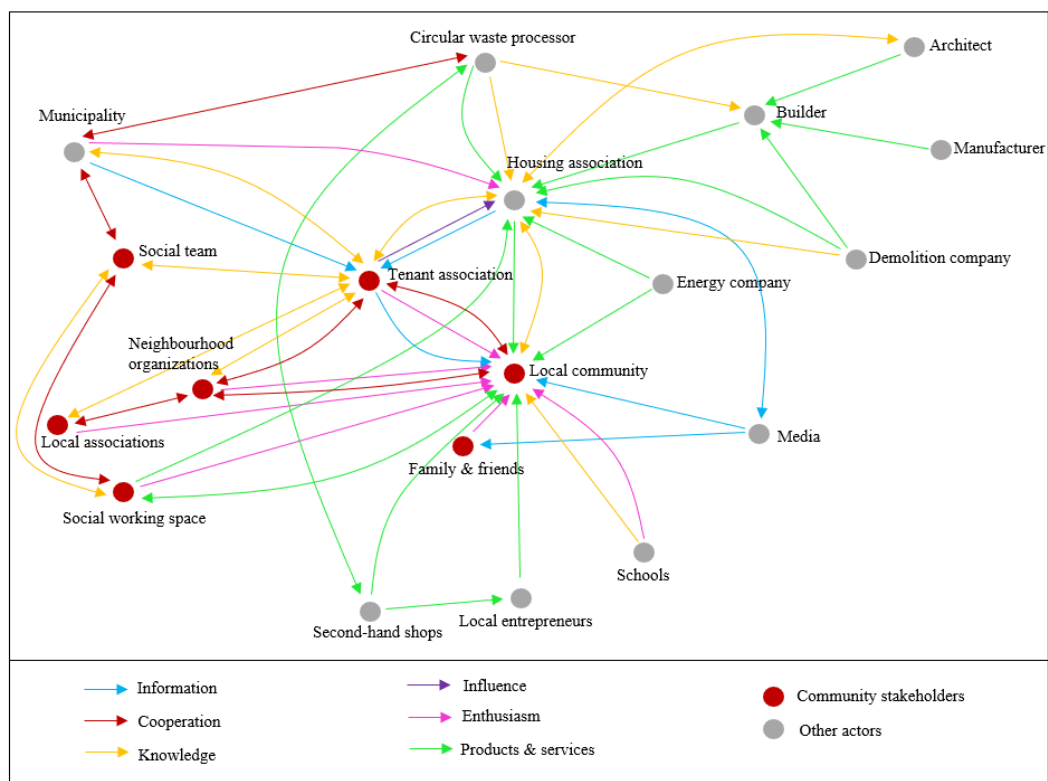 Circular waste processor
Architect
Municipality
Builder
Manufacturer
Housing association
Social team
Tenant association
Energy company
Demolition company
Neighbourhood
organizations
Local community
Local associations
Family & friends
Media
Social working space
Schools
Second-hand shops
Local entrepreneurs
Information
Influence
Community stakeholders
Cooperation
Enthusiasm
Other actors
Knowledge
Products & services